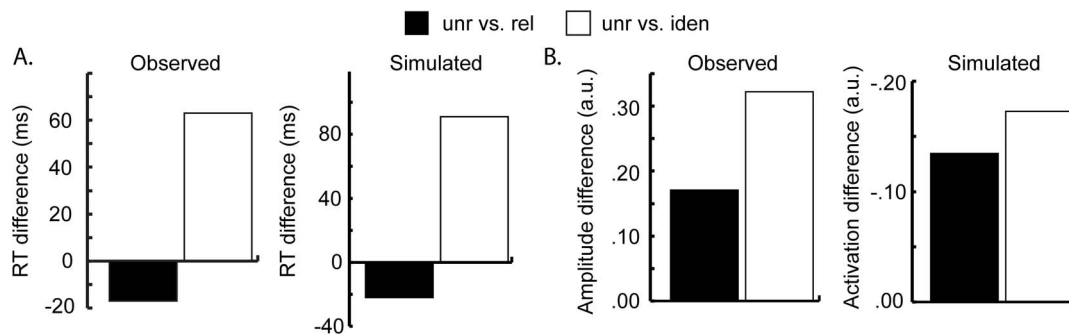 unr vs. rel unr vs. iden
A.
Observed
RT difference (ms)
60
40
20
0
-20
Simulated
RT difference (ms)
80
40
0
-40
B.
Observed
Amplitude difference (a.u.)
.30
.20
.10
.00
Simulated
Activation difference (a.u.)
-.20
-.10
.00